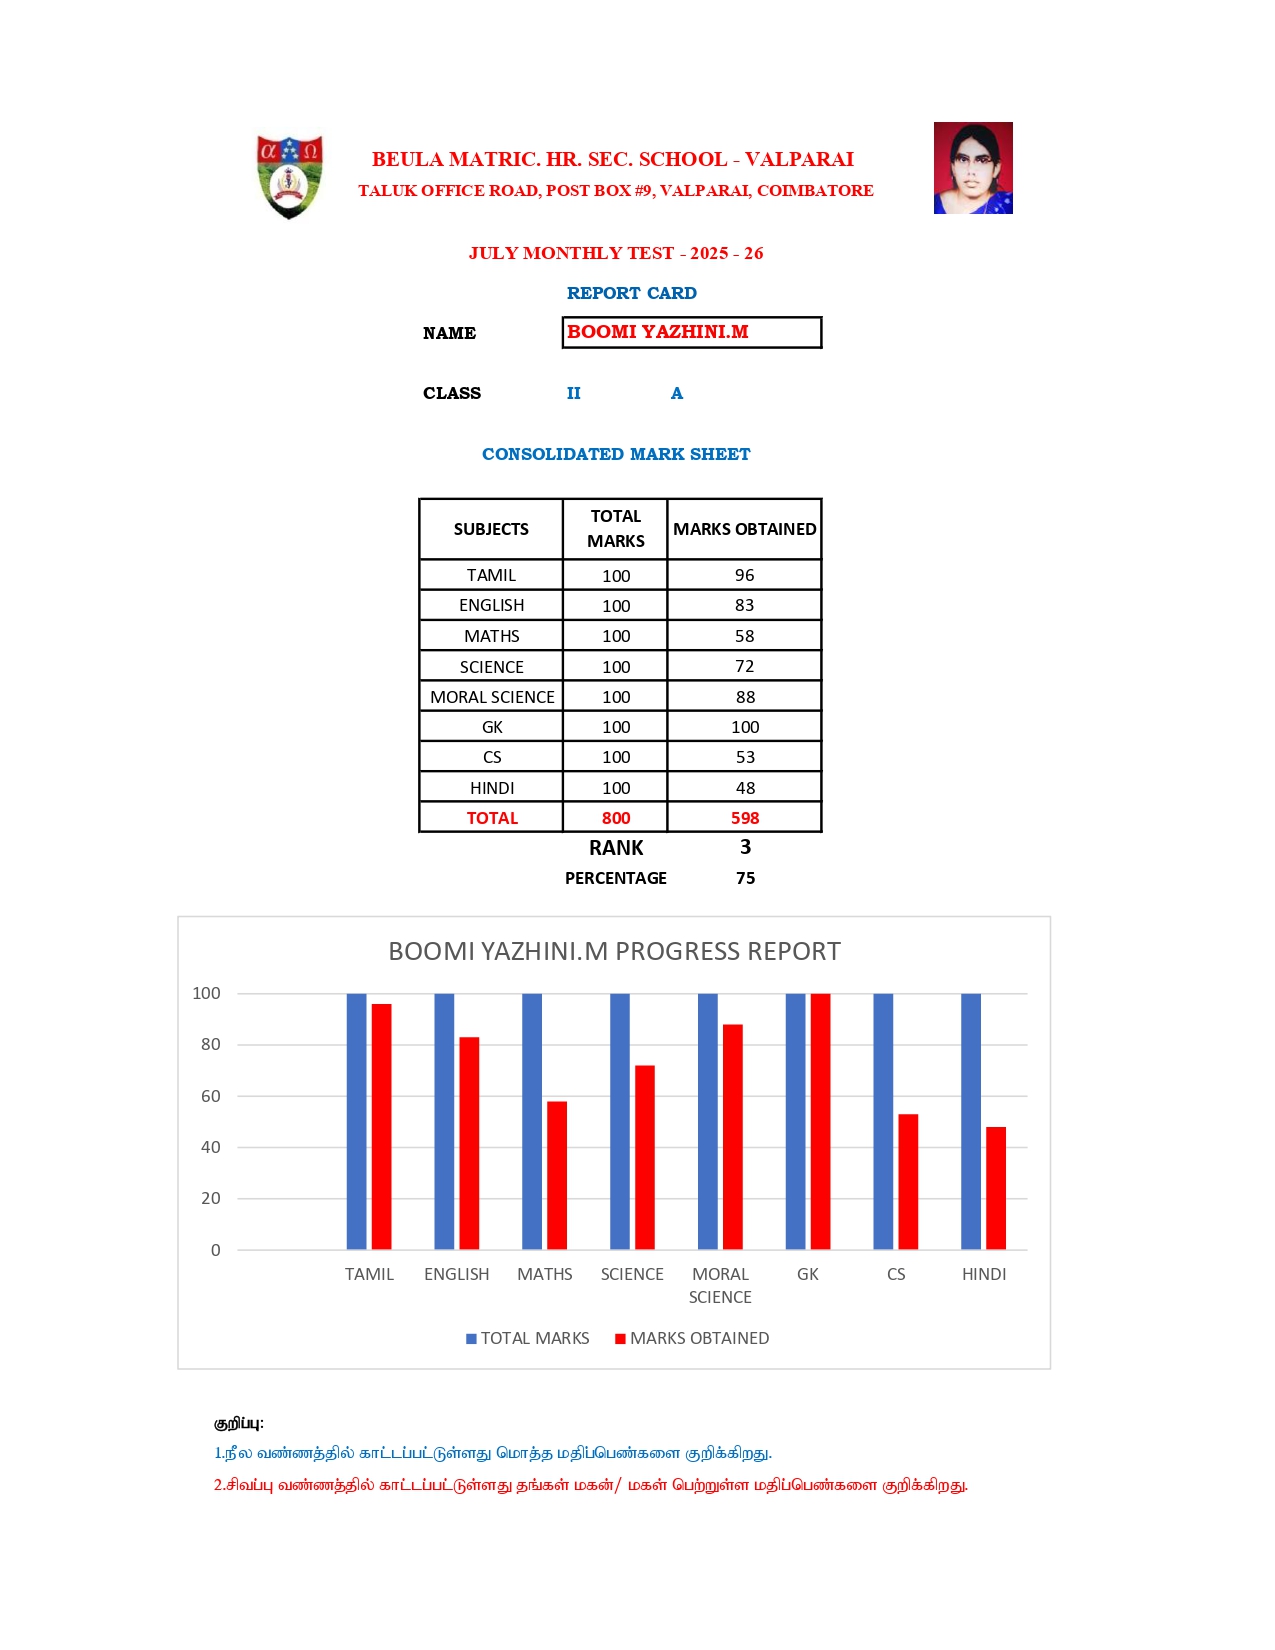 α Ω
BEULA MATRIC. HR. SEC. SCHOOL - VALPARAI
TALUK OFFICE ROAD, POST BOX #9, VALPARAI, COIMBATORE
JULY MONTHLY TEST - 2025 - 26
REPORT CARD
NAME BOOMI YAZHINI.M
CLASS II A
CONSOLIDATED MARK SHEET
SUBJECTS TOTAL MARKS MARKS OBTAINED
TAMIL 100 96
ENGLISH 100 83
MATHS 100 58
SCIENCE 100 72
MORAL SCIENCE 100 88
GK 100 100
CS 100 53
HINDI 100 48
TOTAL 800 598
RANK 3
PERCENTAGE 75
BOOMI YAZHINI.M PROGRESS REPORT
100
80
60
40
20
0
TAMIL ENGLISH MATHS SCIENCE MORAL SCIENCE GK CS HINDI
TOTAL MARKS MARKS OBTAINED
குறிப்பு:
1.நீல வண்ணத்தில் காட்டப்பட்டுள்ளது மொத்த மதிப்பெண்களை குறிக்கிறது.
2.சிவப்பு வண்ணத்தில் காட்டப்பட்டுள்ளது தங்கள் மகன்/ மகள் பெற்றுள்ள மதிப்பெண்களை குறிக்கிறது.